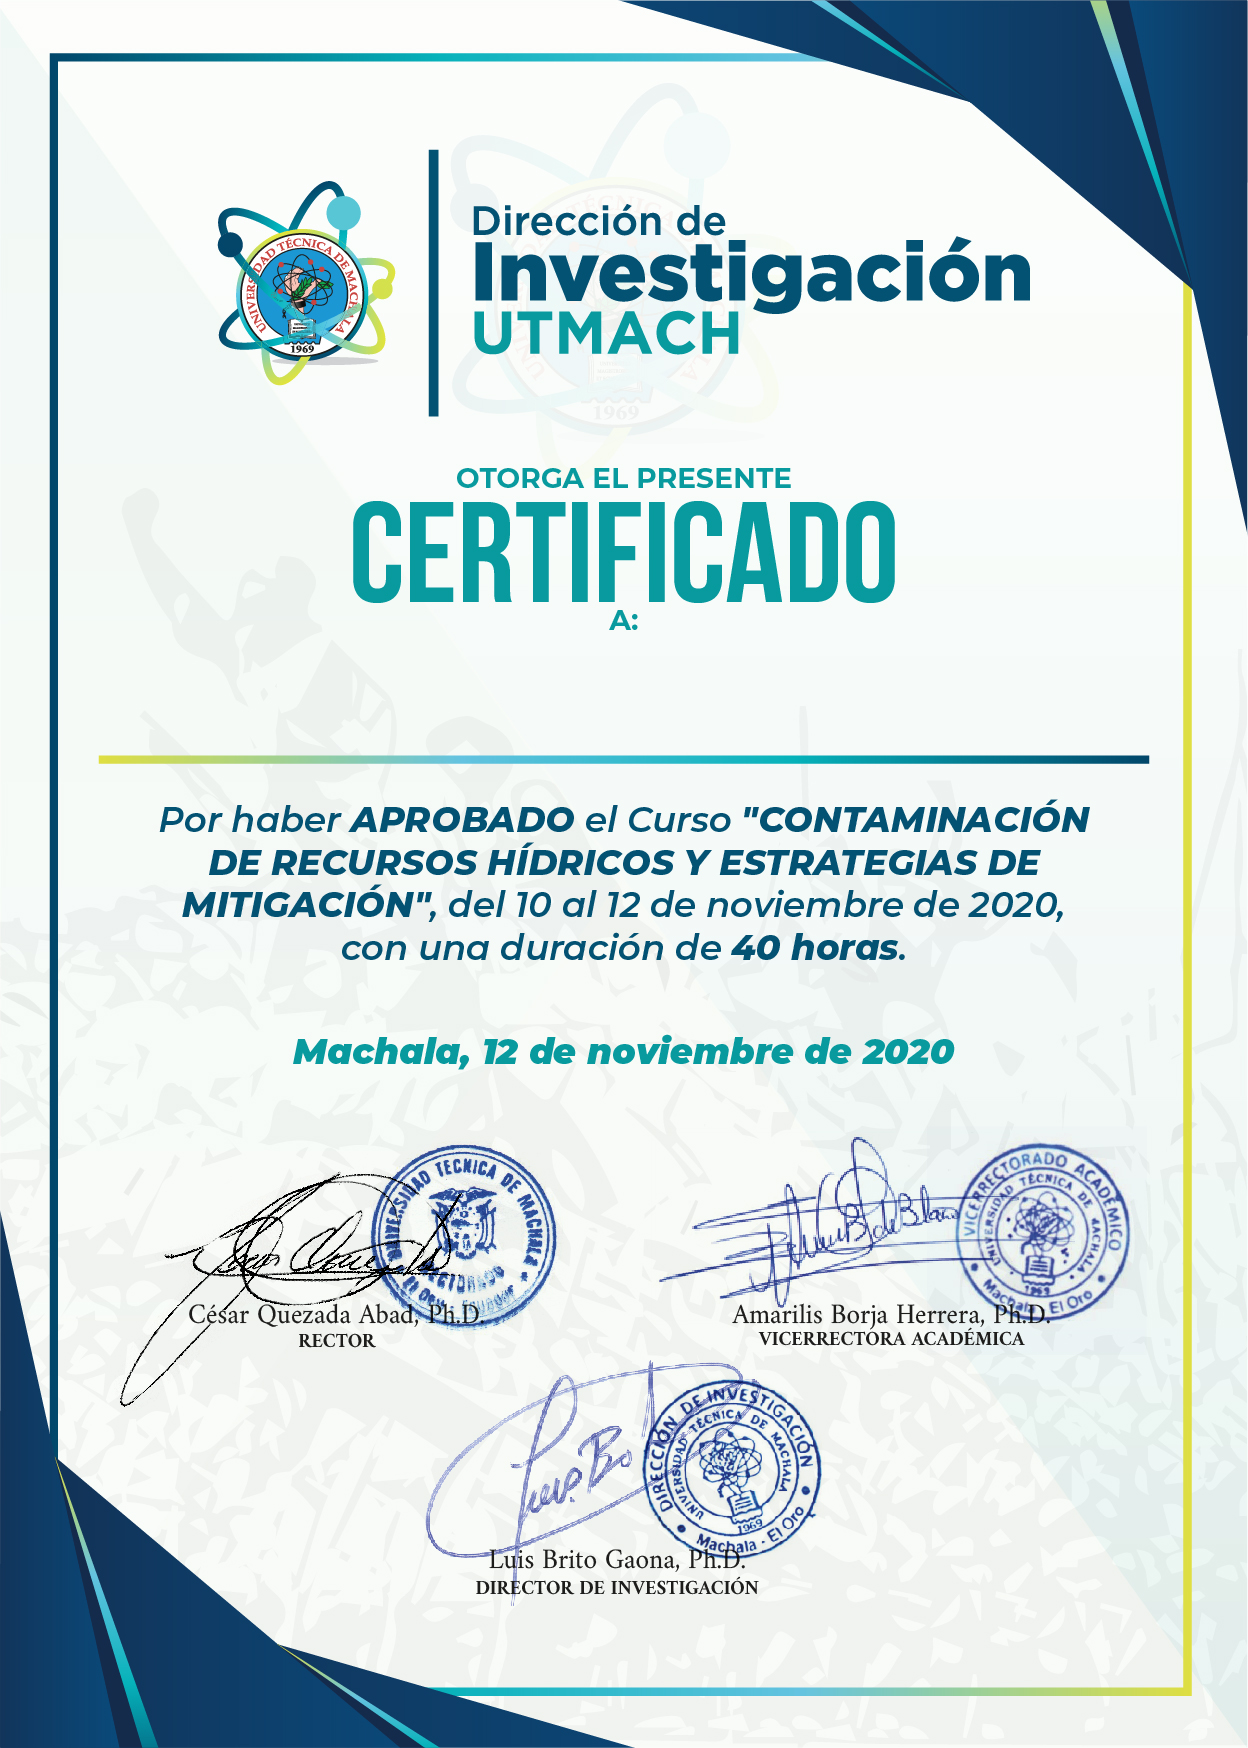 UNIVERSIDAD TÉCNICA DE MACHALA
1969
Dirección de
Investigación
UTMACH
OTORGA EL PRESENTE
CERTIFICADO
A:
Por haber APROBADO el Curso "CONTAMINACIÓN
DE RECURSOS HÍDRICOS Y ESTRATEGIAS DE
MITIGACIÓN", del 10 al 12 de noviembre de 2020,
con una duración de 40 horas.
Machala, 12 de noviembre de 2020
UNIVERSIDAD TECNICA DE MACHALA
RECTORADO
César Quezada Abad, Ph.D.
RECTOR
VICERRECTORADO ACADÉMICO
UNIVERSIDAD TÉCNICA DE MACHALA
1969
Machala - El Oro
Amarilis Borja Herrera, Ph.D.
VICERRECTORA ACADÉMICA
DIRECCIÓN DE INVESTIGACIÓN
UNIVERSIDAD TÉCNICA DE MACHALA
1969
Machala - El Oro
Luis Brito Gaona, Ph.D.
DIRECTOR DE INVESTIGACIÓN